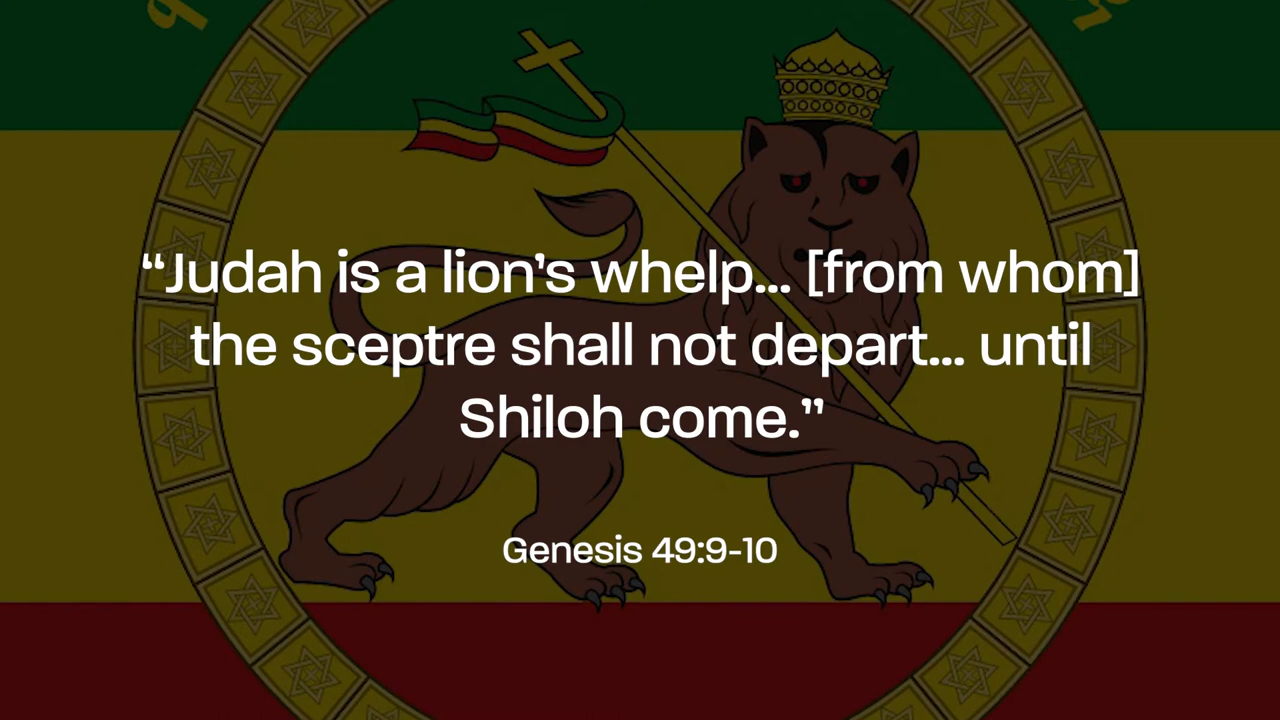 “Judah is a lion’s whelp... [from whom]
the sceptre shall not depart... until
Shiloh come.”
Genesis 49:9-10